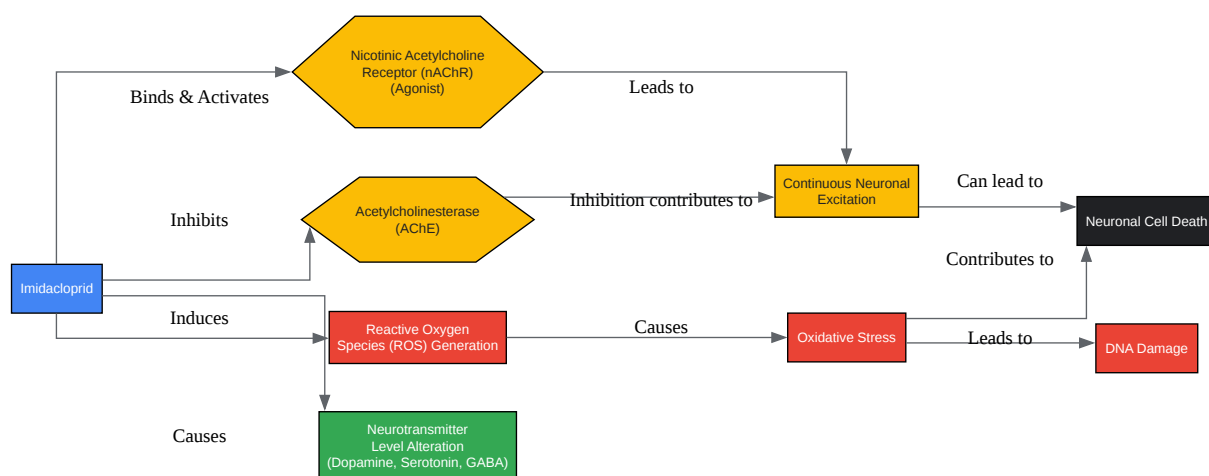 Nicotinic Acetylcholine
Receptor (nAChR)
(Agonist)
Binds & Activates
Leads to
Continuous Neuronal
Excitation
Can lead to
Inhibition contributes to
Acetylcholinesterase
(AChE)
Inhibits
Neuronal Cell Death
Contributes to
Imidacloprid
Induces
Reactive Oxygen
Species (ROS) Generation
Causes
Oxidative Stress
Leads to
DNA Damage
Causes
Neurotransmitter
Level Alteration
(Dopamine, Serotonin, GABA)